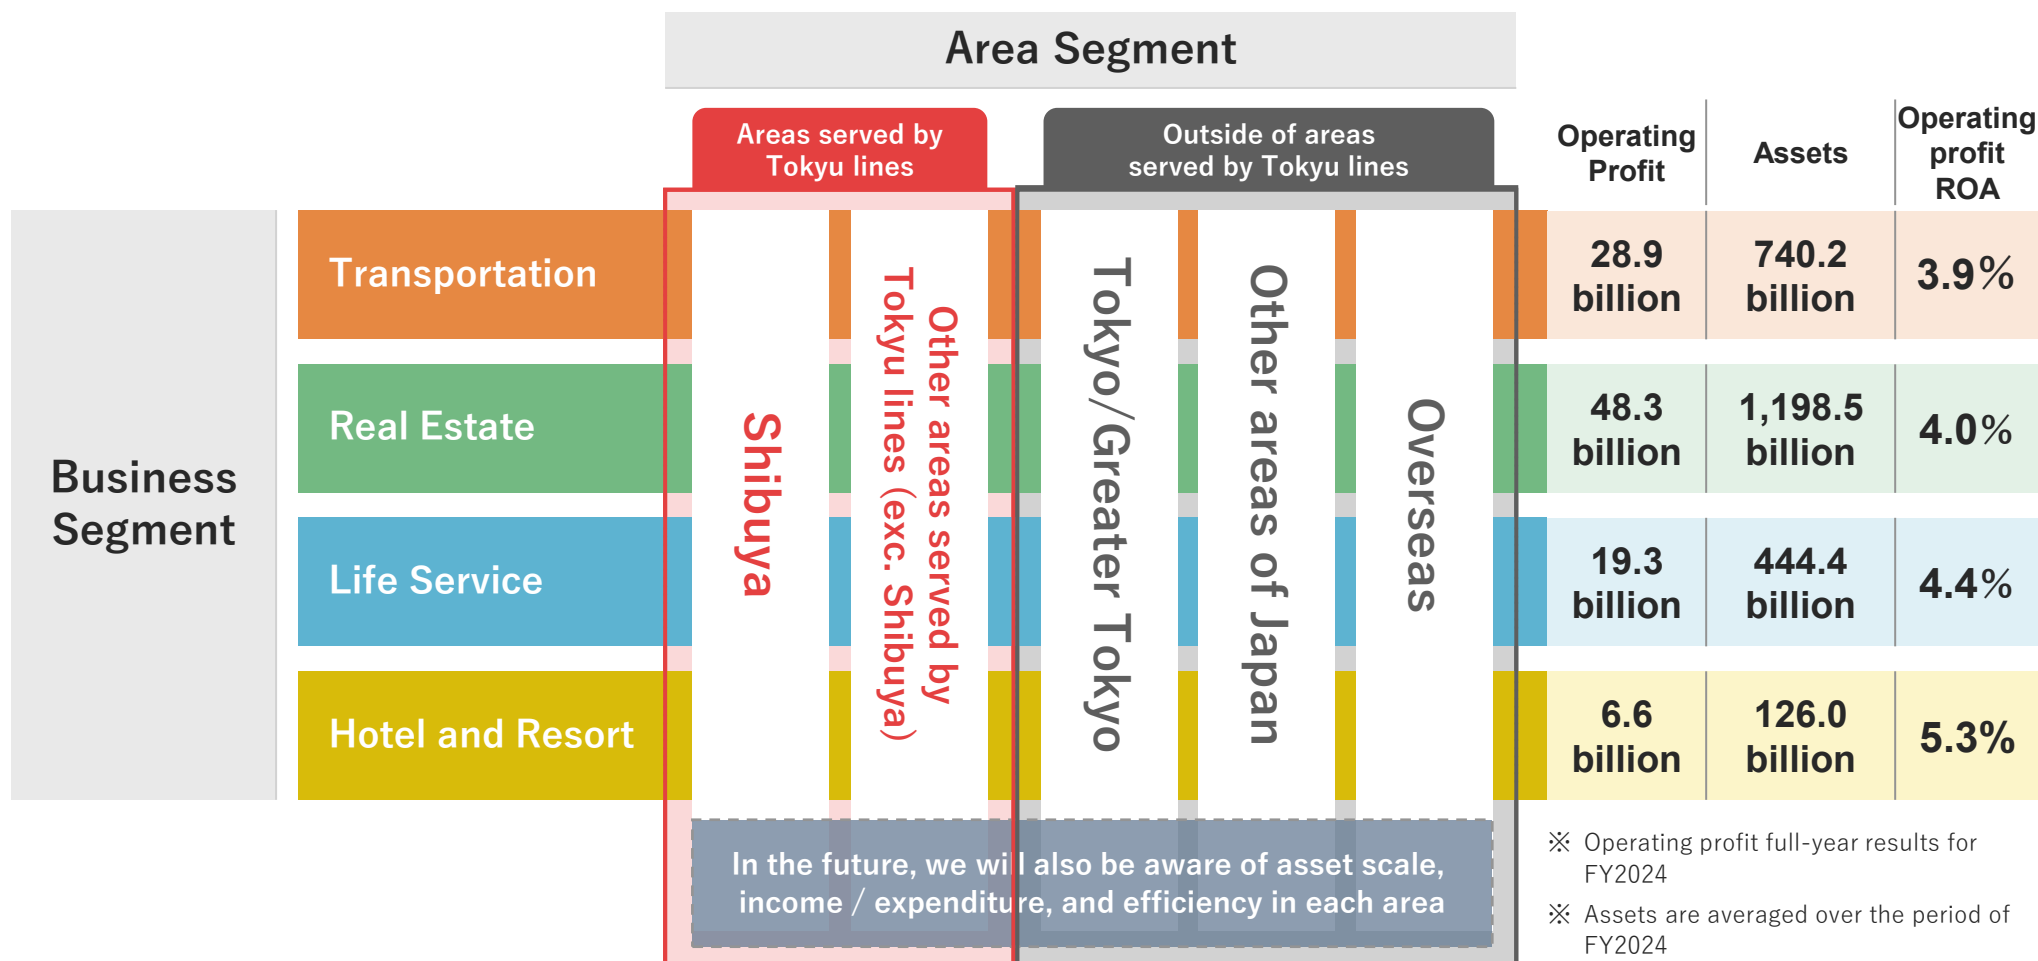 Area Segment
Areas served by
Tokyu lines
Outside of areas
served by Tokyu lines
Operating
Profit
Assets
Operating
profit
ROA
Business
Segment
Transportation
28.9
billion
740.2
billion
3.9%
Real Estate
48.3
billion
1,198.5
billion
4.0%
Life Service
19.3
billion
444.4
billion
4.4%
Hotel and Resort
6.6
billion
126.0
billion
5.3%
Shibuya
Other areas served by
Tokyu lines (exc. Shibuya)
Tokyo/Greater Tokyo
Other areas of Japan
Overseas
In the future, we will also be aware of asset scale,
income / expenditure, and efficiency in each area
※ Operating profit full-year results for
FY2024
※ Assets are averaged over the period of
FY2024